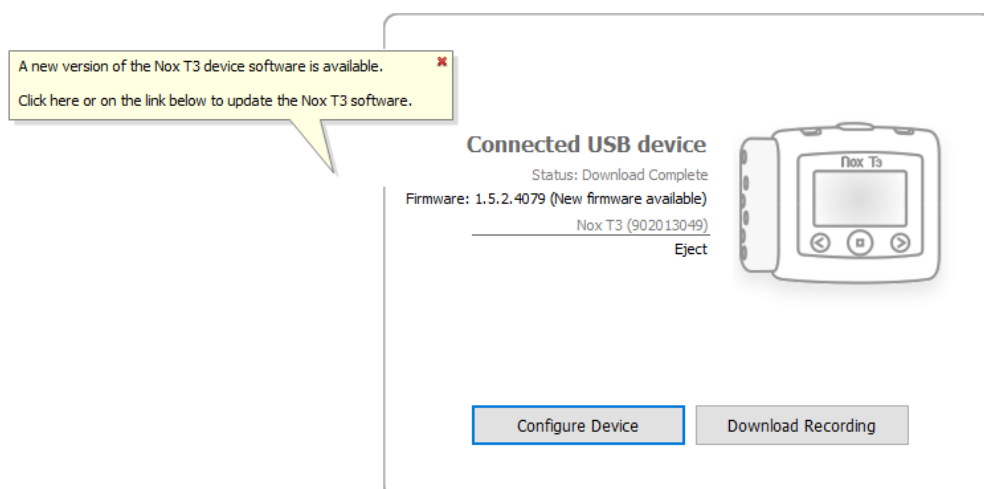 A new version of the Nox T3 device software is available.
Click here or on the link below to update the Nox T3 software.
Connected USB device
Status: Download Complete
Firmware: 1.5.2.4079 (New firmware available)
Nox T3 (902013049)
Eject
nox T3
Configure Device
Download Recording